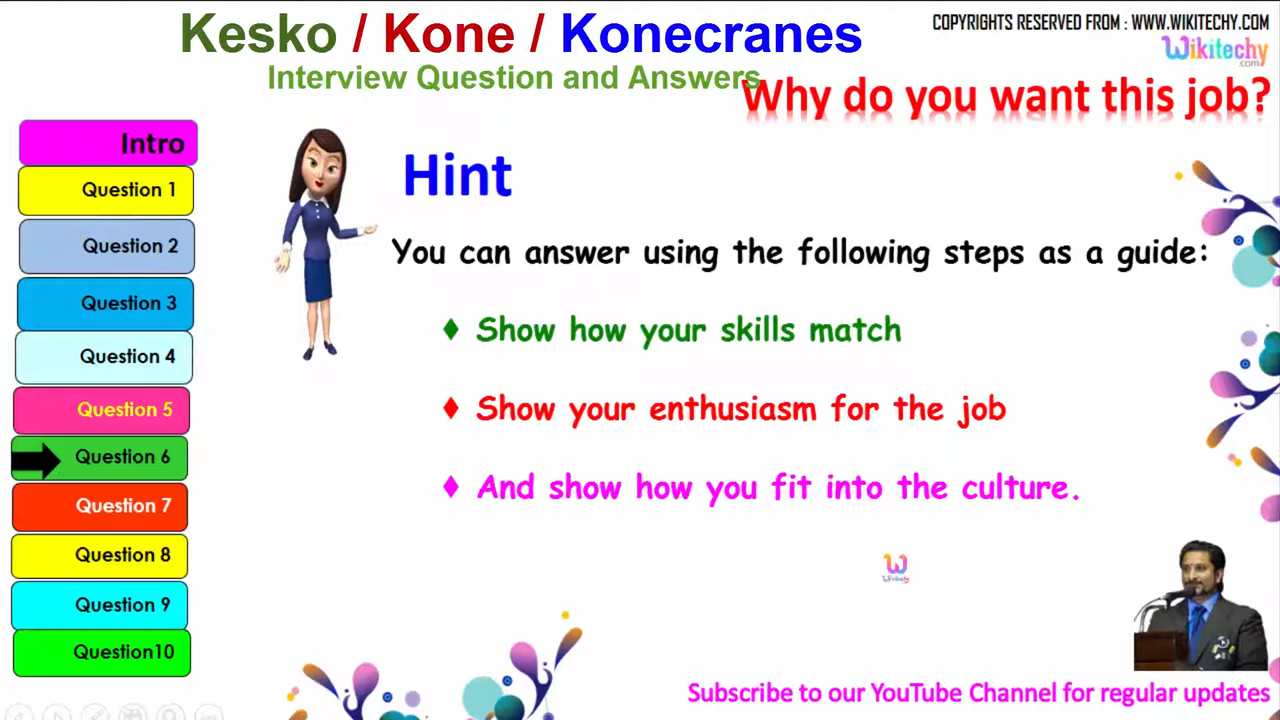 Kesko / Kone / Konecranes
COPYRIGHTS RESERVED FROM : WWW.WIKITECHY.COM
Wikitechy
.com
Interview Question and Answers
Why do you want this job?
Intro
Question 1
Question 2
Question 3
Question 4
Question 5
Question 6
Question 7
Question 8
Question 9
Question10
Hint
You can answer using the following steps as a guide:
Show how your skills match
Show your enthusiasm for the job
And show how you fit into the culture.
Wikitechy
Subscribe to our YouTube Channel for regular updates